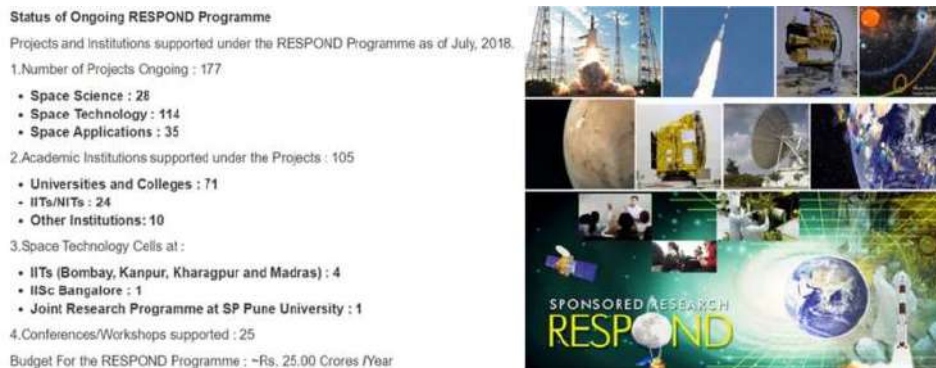 Status of Ongoing RESPOND Programme
Projects and Institutions supported under the RESPOND Programme as of July, 2018.
1.Number of Projects Ongoing : 177
• Space Science : 28
• Space Technology : 114
• Space Applications : 35
2.Academic Institutions supported under the Projects : 105
• Universities and Colleges : 71
• IITs/NITs : 24
• Other Institutions: 10
3.Space Technology Cells at :
• IITs (Bombay, Kanpur, Kharagpur and Madras) : 4
• IISc Bangalore : 1
• Joint Research Programme at SP Pune University : 1
4.Conferences/Workshops supported : 25
Budget For the RESPOND Programme : ~Rs. 25.00 Crores /Year
SPONSORED RESEARCH
RESPOND